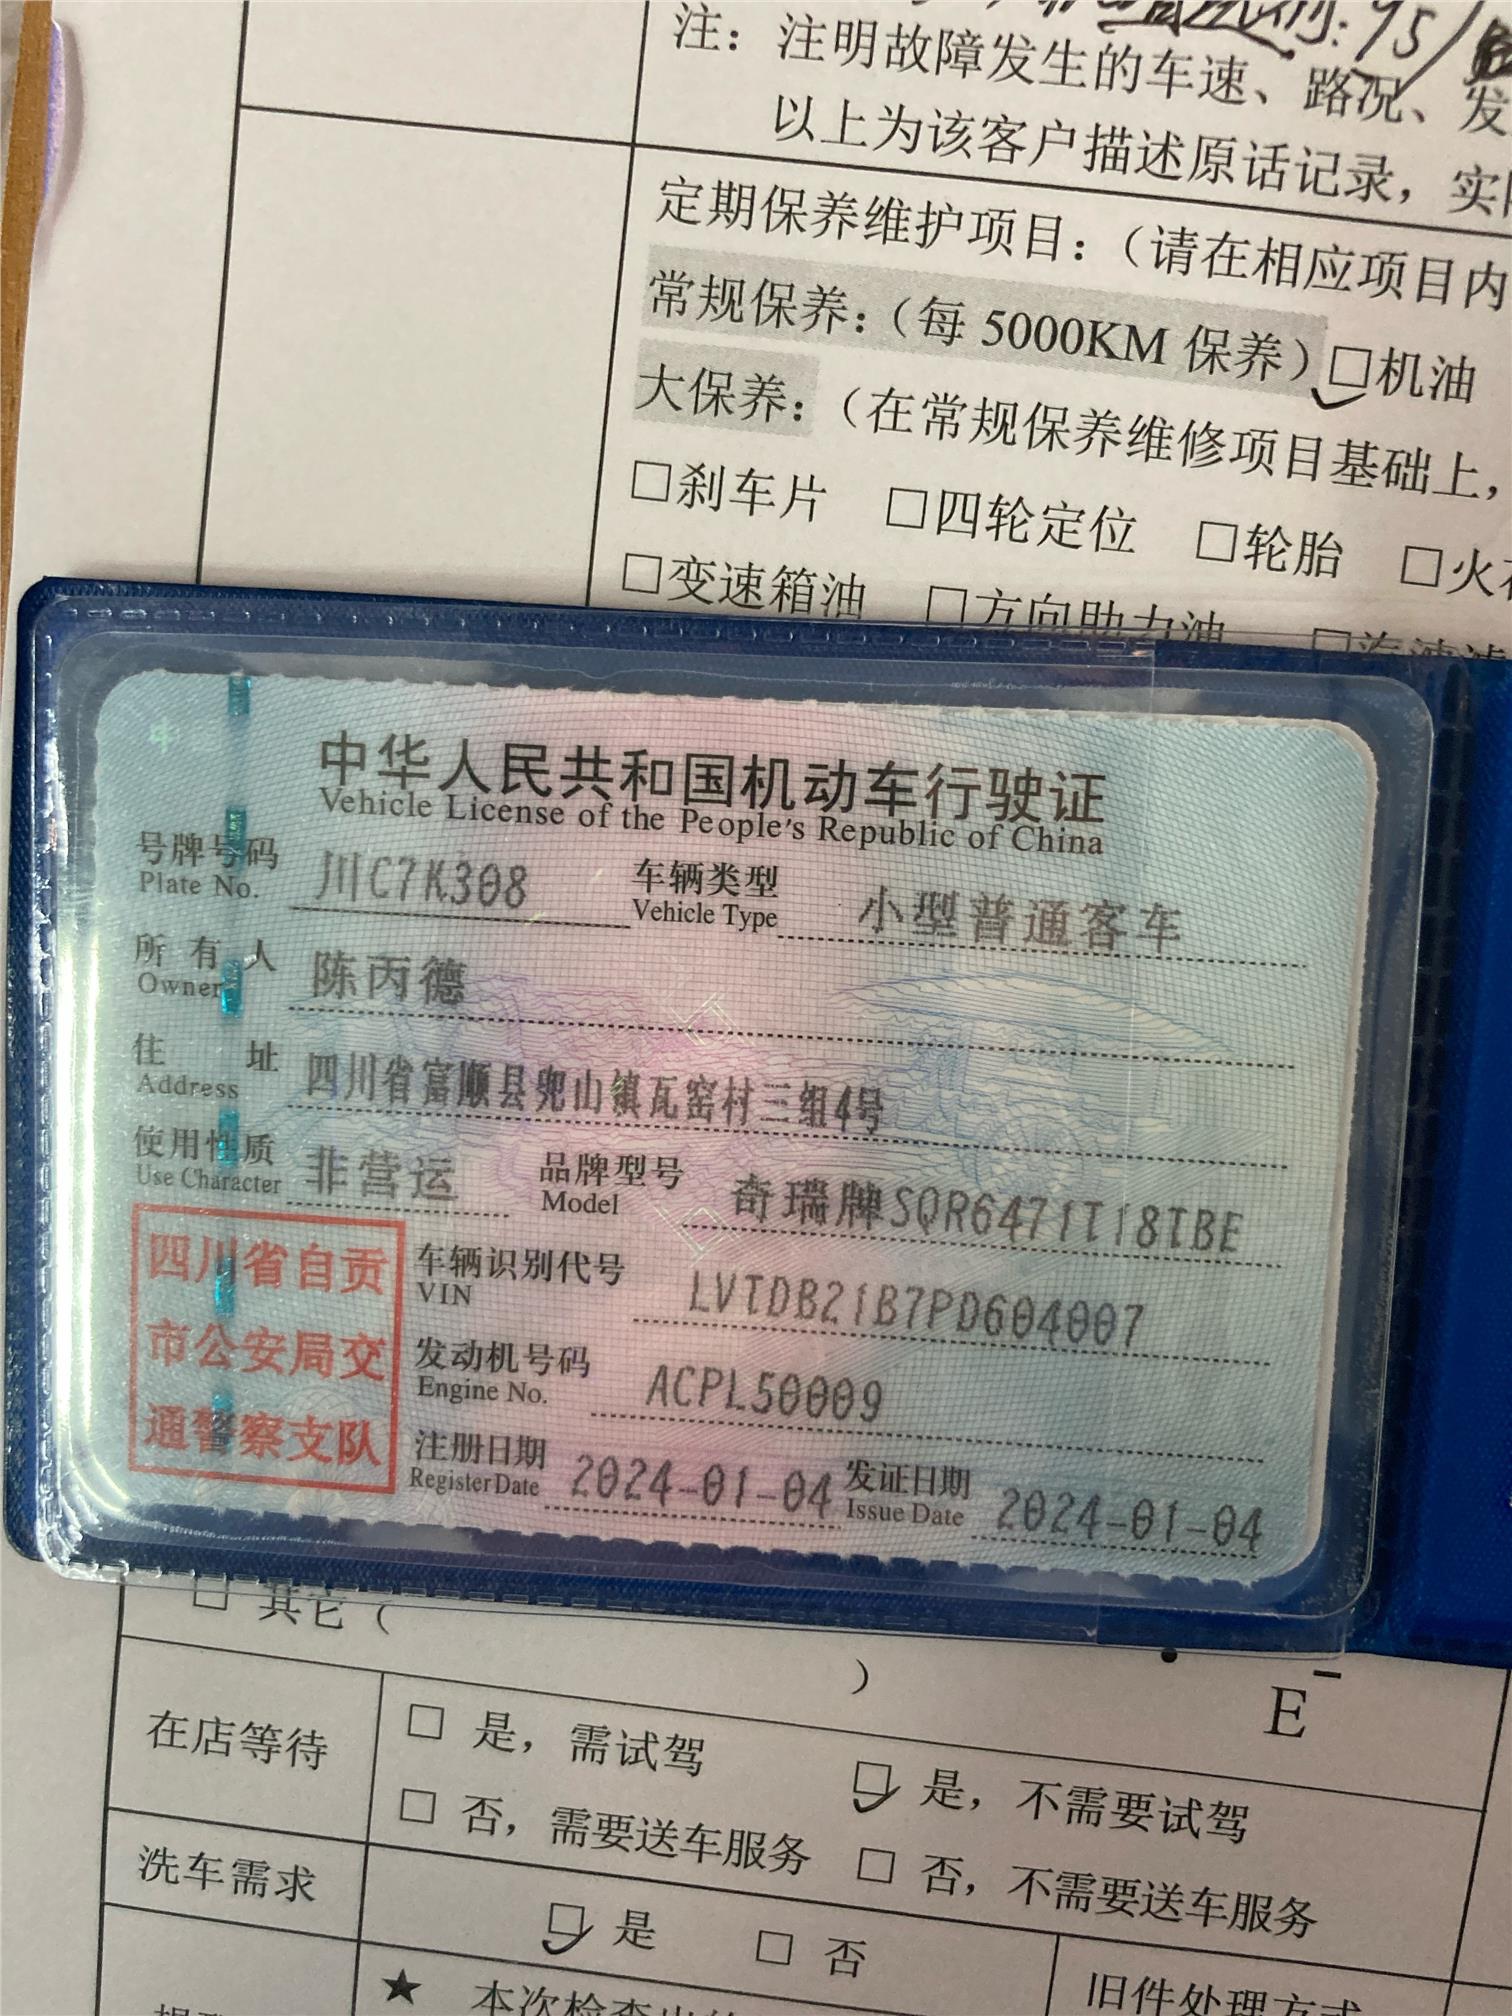 注：注明故障发生的车速、路况、发
以上为该客户描述原话记录，实
定期保养维护项目：（请在相应项目内
常规保养：（每 5000KM 保养）□机油
大保养：（在常规保养维修项目基础上，
□刹车片 □四轮定位 □轮胎 □火
□变速箱油 □方向助力油
中华人民共和国机动车行驶证
Vehicle License of the People's Republic of China
号牌号码 川C7K308 车辆类型 小型普通客车
Plate No. Vehicle Type
所有人 陈丙德
Owner
住址 四川省富顺县兜山镇瓦窑村三组4号
Address
使用性质 非营运 品牌型号 奇瑞牌SQR6471T18TBE
Use Character Model
四川省自贡
市公安局交
通警察支队
车辆识别代号 LVTDB21B7PD604007
VIN
发动机号码 ACPL50009
Engine No.
注册日期 2024-01-04 发证日期 2024-01-04
Register Date Issue Date
□ 其它（
）
E
在店等待 □ 是，需试驾 □ 是，不需要试驾
□ 否，需要送车服务 □ 否，不需要送车服务
洗车需求 □ 是 □ 否
★ 本次检查出的
旧件处理方式